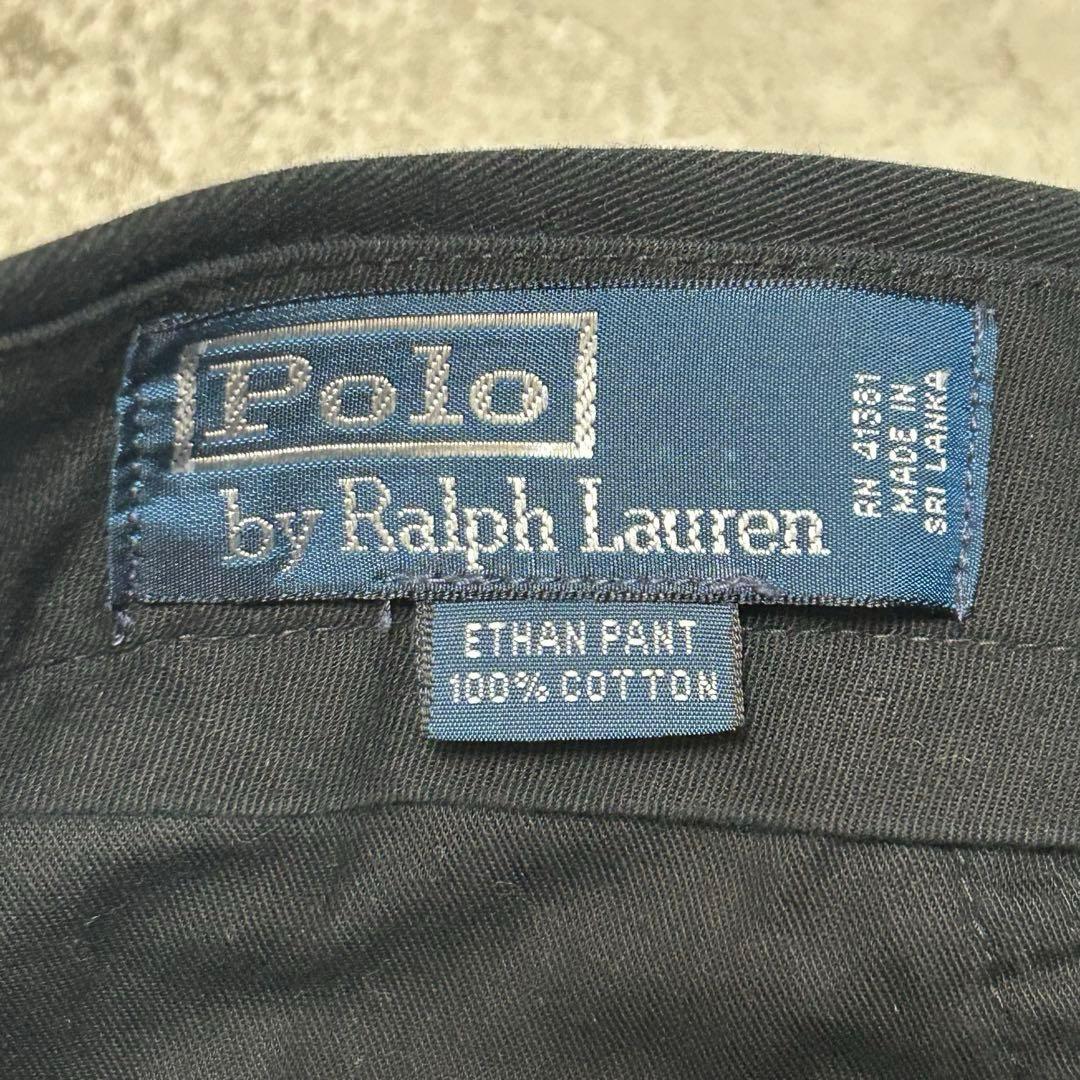 Polo
by Ralph Lauren
RN 41381
MADE IN
SRI LANKA
ETHAN PANT
100% COTTON